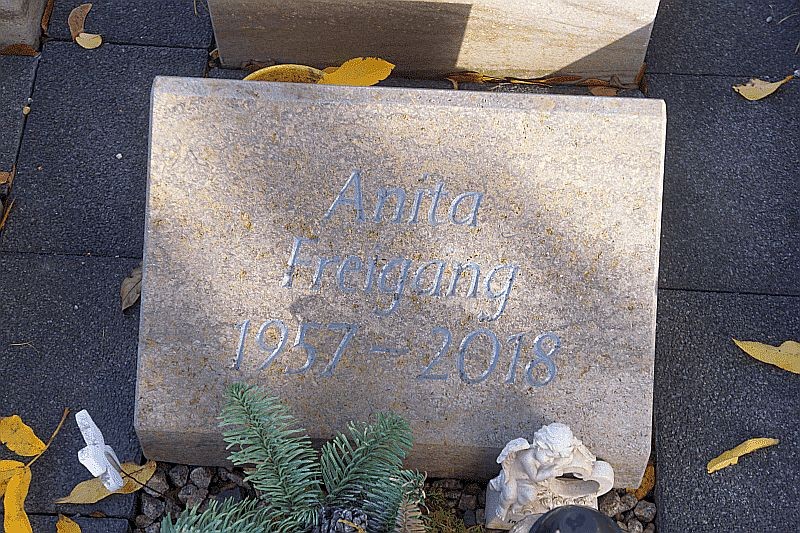 Anita
Freigang
1957 – 2018